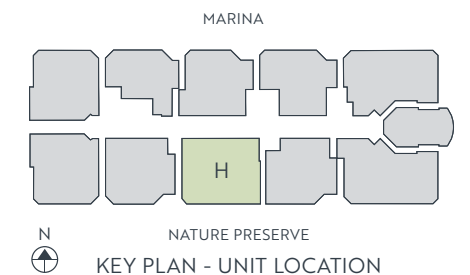 MARINA
H
N
NATURE PRESERVE
KEY PLAN - UNIT LOCATION